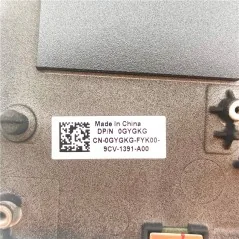 Made in China
DP/N 0GYGKG
CN-0GYGKG-FYK00-
9CV-1391-A00